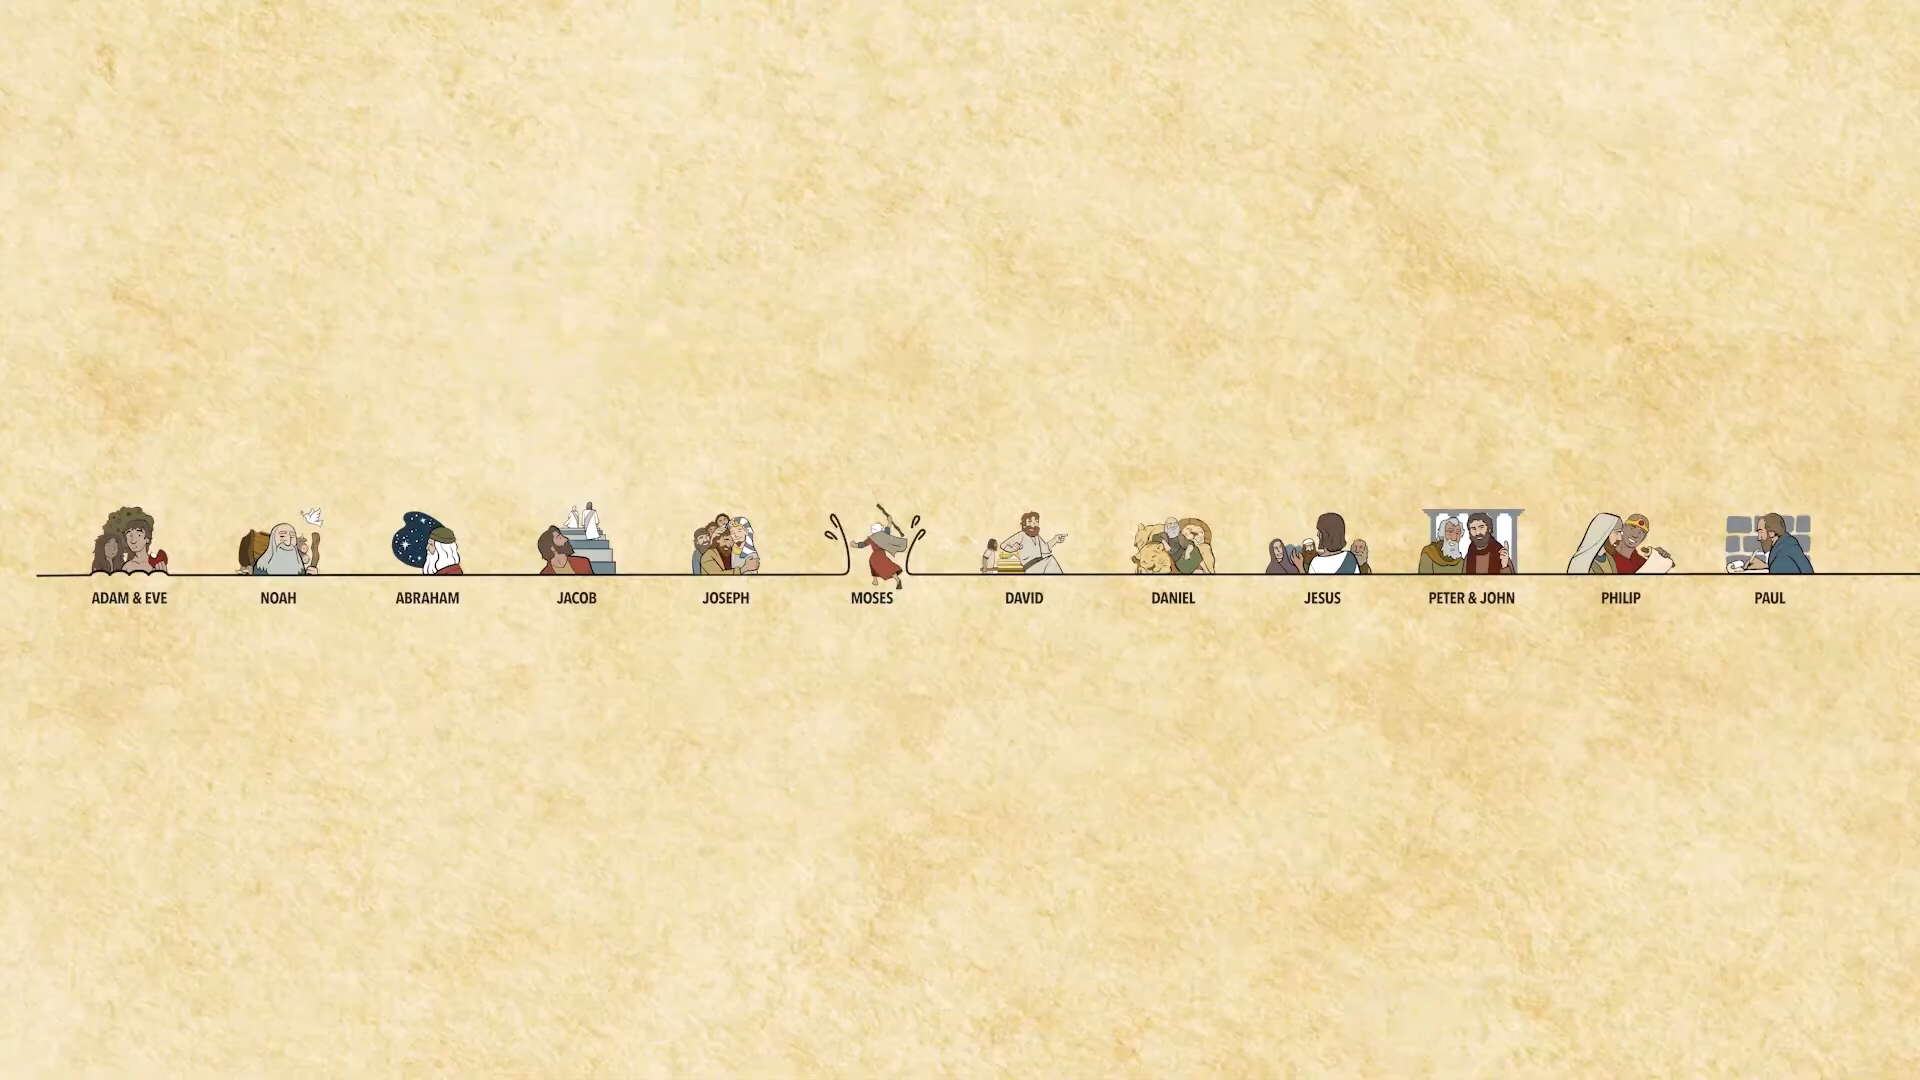 ADAM & EVE
NOAH
ABRAHAM
JACOB
JOSEPH
MOSES
DAVID
DANIEL
JESUS
PETER & JOHN
PHILIP
PAUL